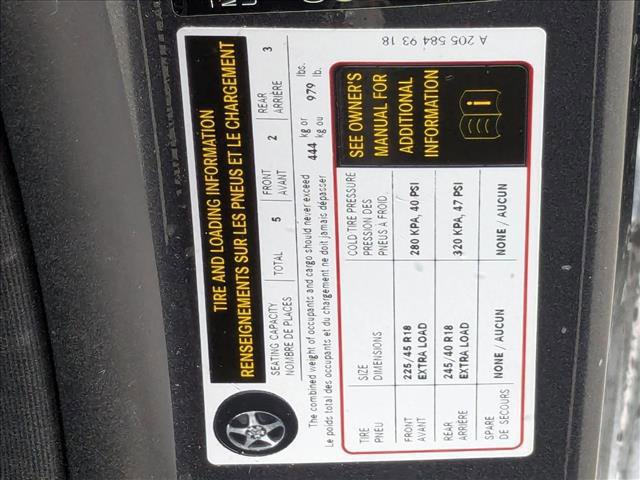 TIRE AND LOADING INFORMATION
RENSEIGNEMENTS SUR LES PNEUS ET LE CHARGEMENT
SEATING CAPACITY TOTAL 5 FRONT 2 REAR 3
NOMBRE DE PLACES AVANT ARRIÈRE
The combined weight of occupants and cargo should never exceed 444 kg or 979 lbs.
Le poids total des occupants et du chargement ne doit jamais dépasser kg ou lb.
TIRE SIZE COLD TIRE PRESSURE
PNEU DIMENSIONS PRESSION DES
PNEUS À FROID
FRONT 225/45 R18 280 KPA, 40 PSI
AVANT EXTRA LOAD
REAR 245/40 R18 320 KPA, 47 PSI
ARRIÈRE EXTRA LOAD
SPARE NONE / AUCUN NONE / AUCUN
DE SECOURS
SEE OWNER'S
MANUAL FOR
ADDITIONAL
INFORMATION
i
A 205 584 93 18